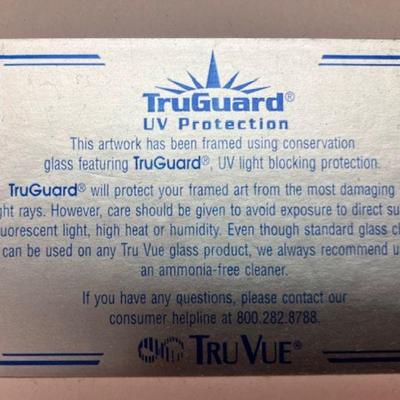 TruGuard®
UV Protection
This artwork has been framed using conservation
glass featuring TruGuard®, UV light blocking protection.
TruGuard® will protect your framed art from the most damaging
rays. However, care should be given to avoid exposure to direct
light, high heat or humidity. Even though standard glass
can be used on any Tru Vue glass product, we always recommend
an ammonia-free cleaner.
If you have any questions, please contact our
consumer helpline at 800.282.8788.
TRU VUE®